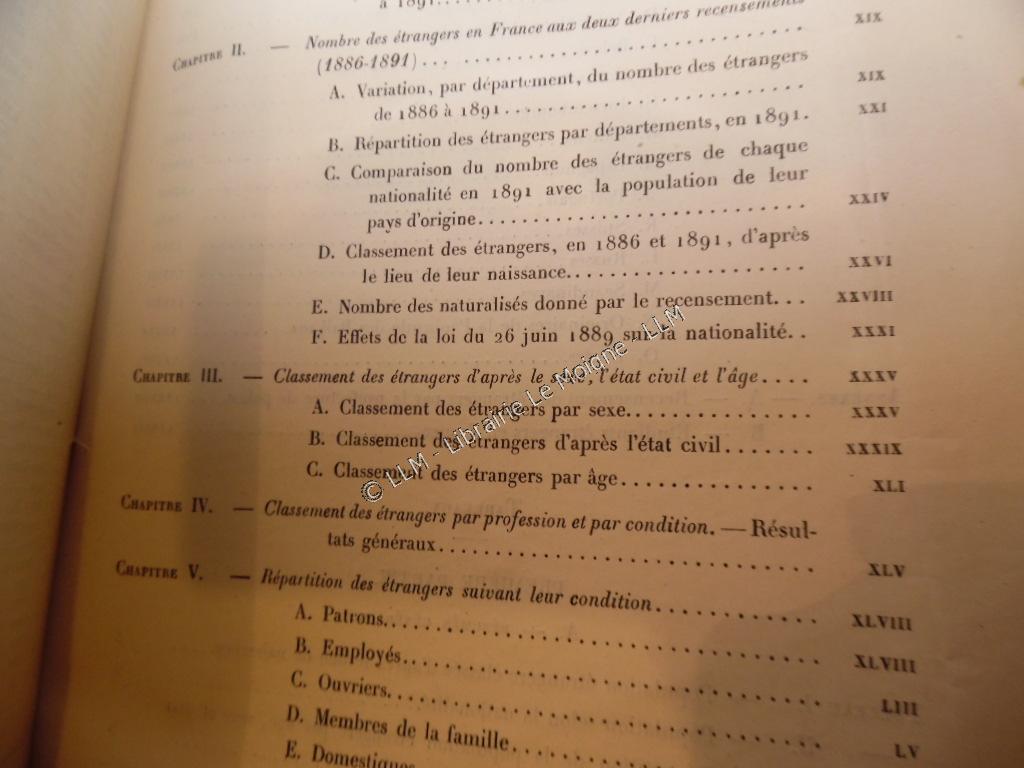 à 1891
CHAPITRE II. — Nombre des étrangers en France aux deux derniers recensements
(1886-1891) ... XIX
A. Variation, par département, du nombre des étrangers
de 1886 à 1891 ... XIX
B. Répartition des étrangers par départements, en 1891. XXI
C. Comparaison du nombre des étrangers de chaque
nationalité en 1891 avec la population de leur
pays d'origine ... XXIV
D. Classement des étrangers, en 1886 et 1891, d'après
le lieu de leur naissance ... XXVI
E. Nombre des naturalisés donné par le recensement... XXVIII
F. Effets de la loi du 26 juin 1889 sur la nationalité.. XXXI
CHAPITRE III. — Classement des étrangers d'après le sexe, l'état civil et l'âge.... XXXV
A. Classement des étrangers par sexe ... XXXV
B. Classement des étrangers d'après l'état civil ... XXXIX
C. Classement des étrangers par âge ... XLI
CHAPITRE IV. — Classement des étrangers par profession et par condition. — Résul-
tats généraux ... XLV
CHAPITRE V. — Répartition des étrangers suivant leur condition ... XLVIII
A. Patrons ... XLVIII
B. Employés ... LIII
C. Ouvriers ... LV
D. Membres de la famille
E. Domestiques
© LLM - Librairie Le Moigne - LLM